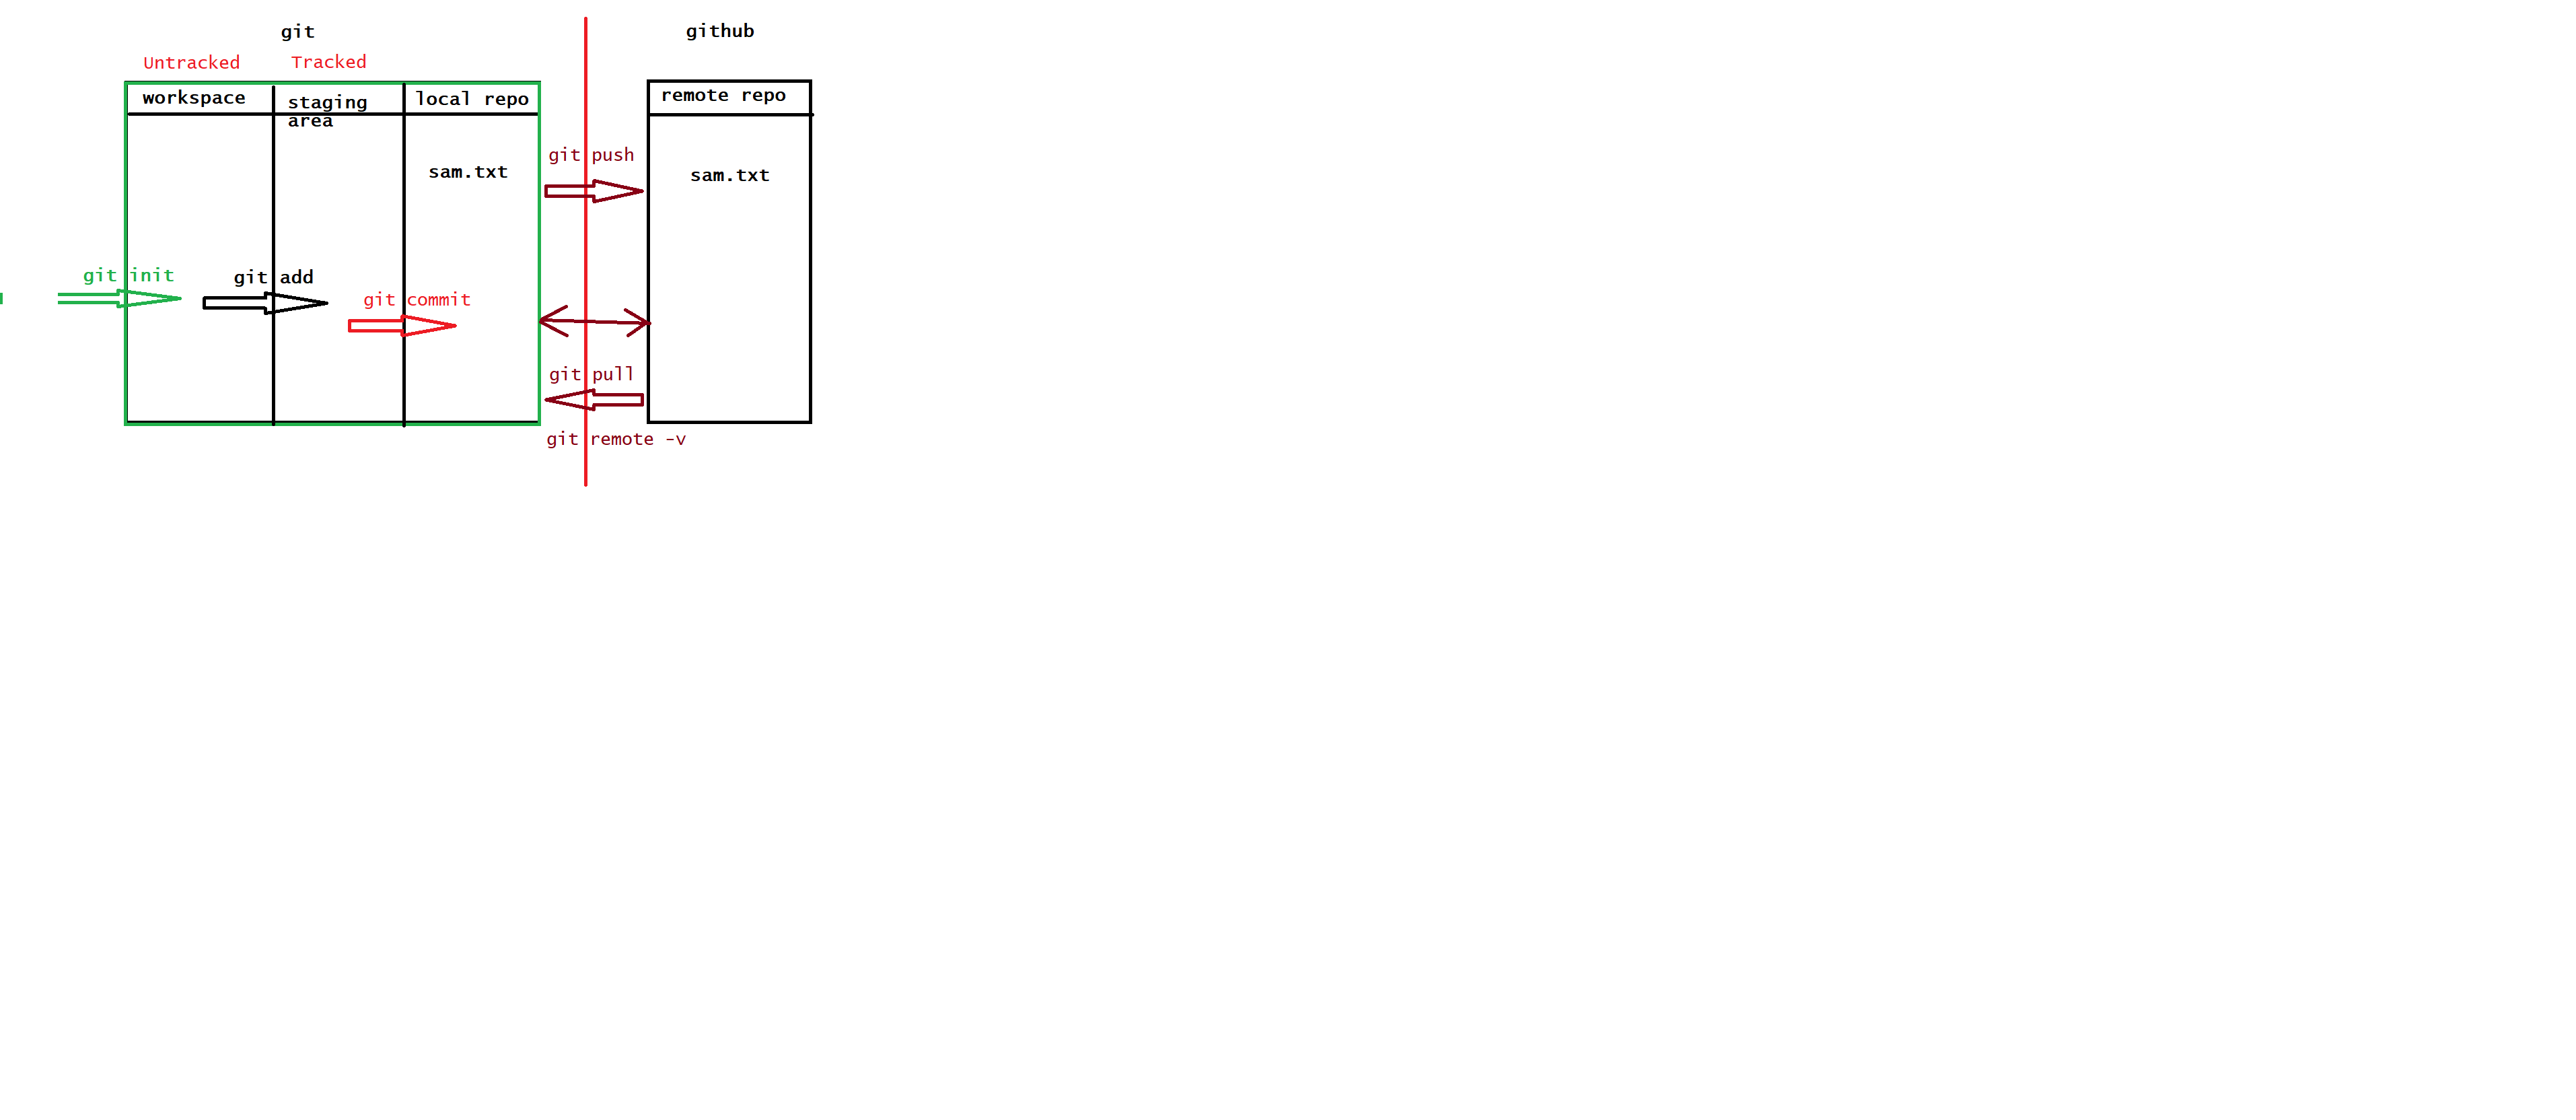 git
github
Untracked
Tracked
workspace
staging
area
local repo
remote repo
git push
sam.txt
sam.txt
git init
git add
git commit
git pull
git remote -v